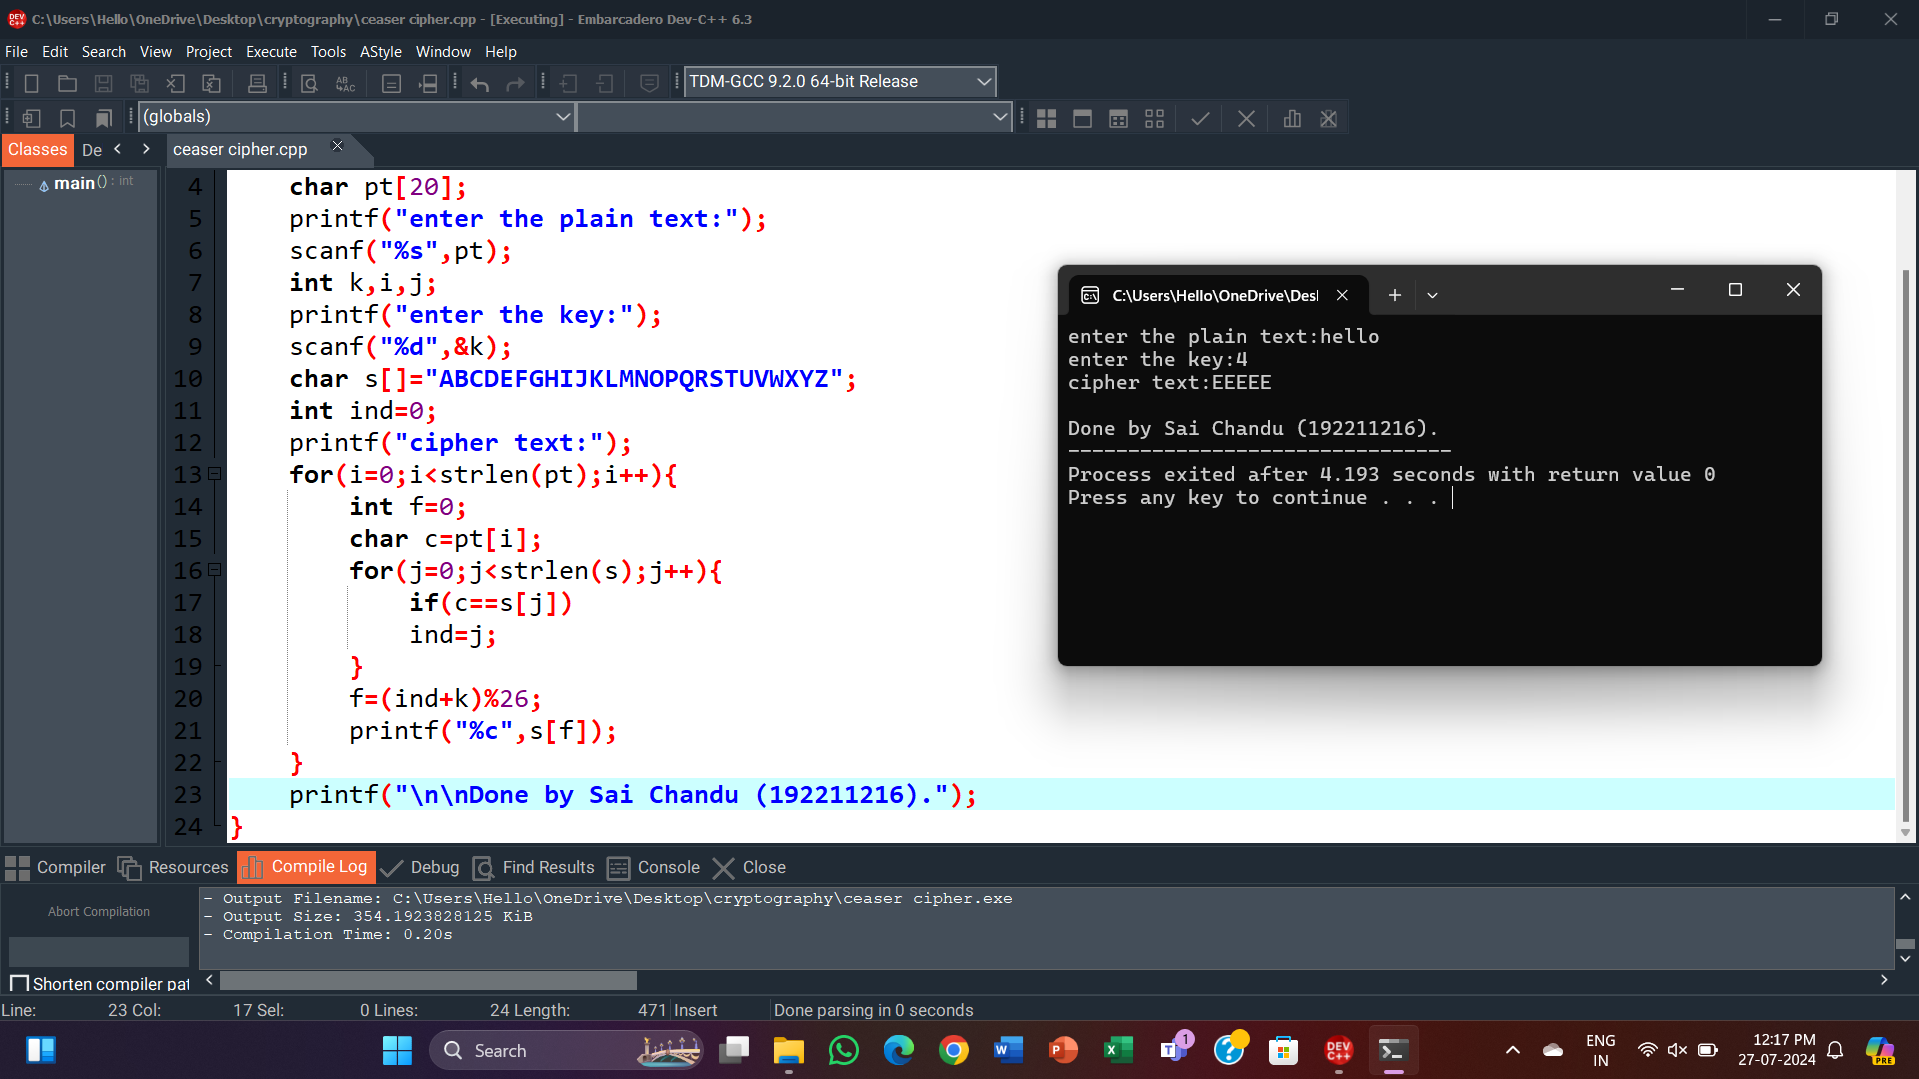 C:\Users\Hello\OneDrive\Desktop\cryptography\ceaser cipher.cpp - [Executing] - Embarcadero Dev-C++ 6.3
File Edit Search View Project Execute Tools AStyle Window Help
TDM-GCC 9.2.0 64-bit Release
(globals)
Classes De ceaser cipher.cpp
main() : int
4 char pt[20];
5 printf("enter the plain text:");
6 scanf("%s",pt);
7 int k,i,j;
8 printf("enter the key:");
9 scanf("%d",&k);
10 char s[]="ABCDEFGHIJKLMNOPQRSTUVWXYZ";
11 int ind=0;
12 printf("cipher text:");
13 for(i=0;i<strlen(pt);i++){
14 int f=0;
15 char c=pt[i];
16 for(j=0;j<strlen(s);j++){
17 if(c==s[j])
18 ind=j;
19 }
20 f=(ind+k)%26;
21 printf("%c",s[f]);
22 }
23 printf("\n\nDone by Sai Chandu (192211216).");
24 }
C:\Users\Hello\OneDrive\Des
enter the plain text:hello
enter the key:4
cipher text:EEEEE
Done by Sai Chandu (192211216).
--------------------------------
Process exited after 4.193 seconds with return value 0
Press any key to continue . . .
Compiler Resources Compile Log Debug Find Results Console Close
Abort Compilation
Shorten compiler pat
- Output Filename: C:\Users\Hello\OneDrive\Desktop\cryptography\ceaser cipher.exe
- Output Size: 354.1923828125 KiB
- Compilation Time: 0.20s
Line: 23 Col: 17 Sel: 0 Lines: 24 Length: 471 Insert Done parsing in 0 seconds
Search
1
DEV C++
ENG
IN
12:17 PM
27-07-2024
PRE